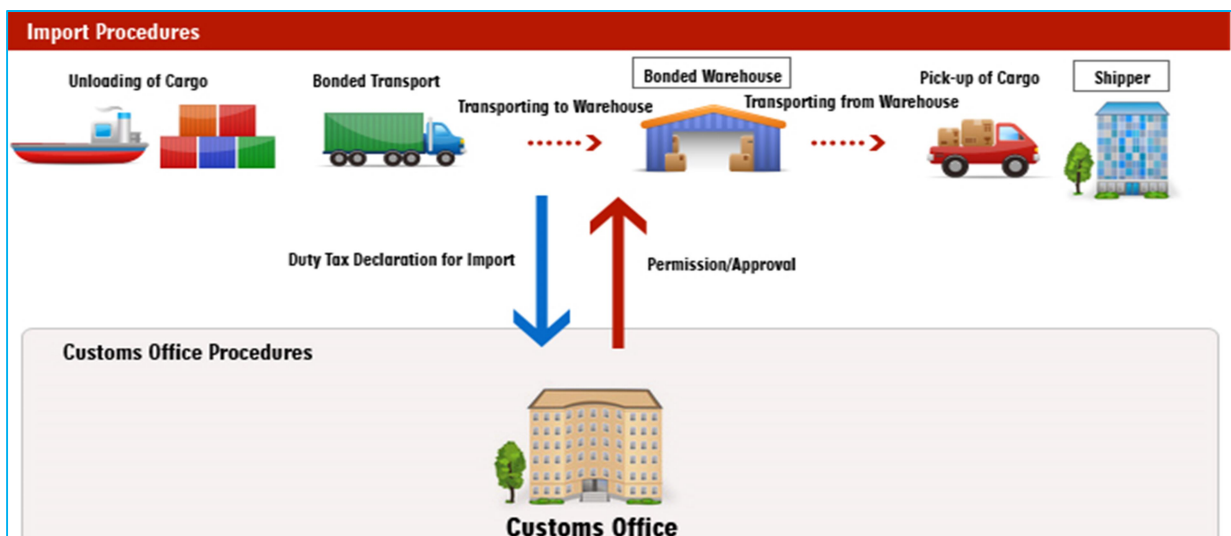 Import Procedures
Unloading of Cargo
Bonded Transport
Transporting to Warehouse
Bonded Warehouse
Transporting from Warehouse
Pick-up of Cargo
Shipper
Duty Tax Declaration for Import
Permission/Approval
Customs Office Procedures
Customs Office